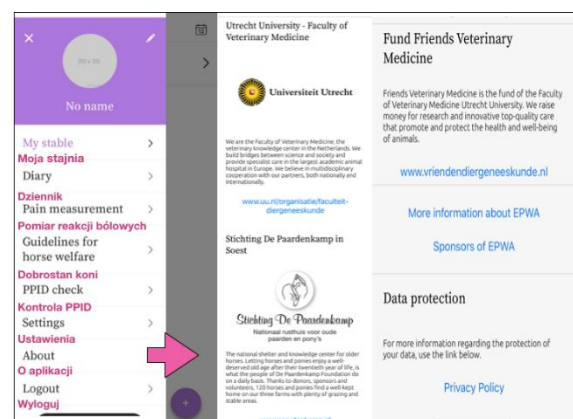 No name
My stable
Moja stajnia
Diary
Dziennik
Pain measurement
Pomiar reakcji bólowych
Guidelines for
horse welfare
Dobrostan koni
PPID check
Kontrola PPID
Settings
Ustawienia
About
O aplikacji
Logout
Wyloguj
Utrecht University - Faculty of
Veterinary Medicine
Universiteit Utrecht
We are the Faculty of Veterinary Medicine; the
veterinary knowledge center in the Netherlands. We
build bridges between science and society and
provide specialist care in the largest academic animal
hospital in Europe. We believe in multidisciplinary
cooperation with our partners, both nationally and
internationally.
www.uu.nl/organisatie/faculteit-
diergeneeskunde
Stichting De Paardenkamp in
Soest
Stichting De Paardenkamp
Nationaal rusthuis voor oude
paarden en pony's
The national shelter and knowledge center for older
horses. Letting horses and ponies enjoy a well-
deserved old age after their twentieth year of life, is
what the people of De Paardenkamp Foundation do
on a daily basis. Thanks to donors, sponsors and
volunteers, 120 horses and ponies find a well-kept
home on our three farms with plenty of grazing and
stable areas.
Fund Friends Veterinary
Medicine
Friends Veterinary Medicine is the fund of the Faculty
of Veterinary Medicine Utrecht University. We raise
money for research and innovative top-quality care
that promote and protect the health and well-being
of animals.
www.vriendendiergeneeskunde.nl
More information about EPWA
Sponsors of EPWA
Data protection
For more information regarding the protection of
your data, use the link below.
Privacy Policy